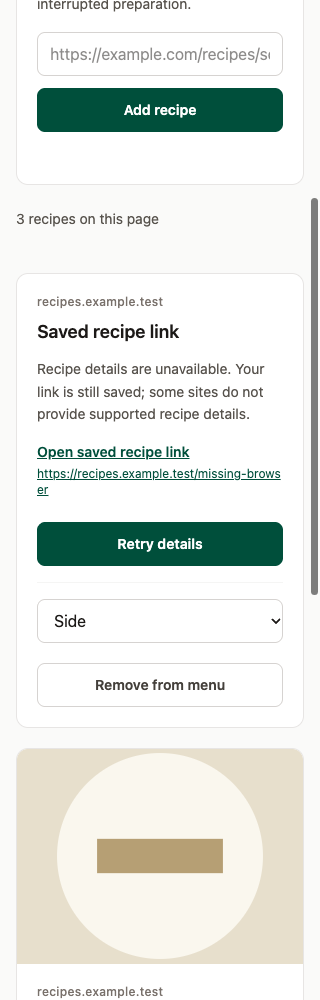 interrupted preparation.
https://example.com/recipes/s
Add recipe
3 recipes on this page
recipes.example.test
Saved recipe link
Recipe details are unavailable. Your
link is still saved; some sites do not
provide supported recipe details.
Open saved recipe link
https://recipes.example.test/missing-brows
er
Retry details
Side
Remove from menu
recipes.example.test